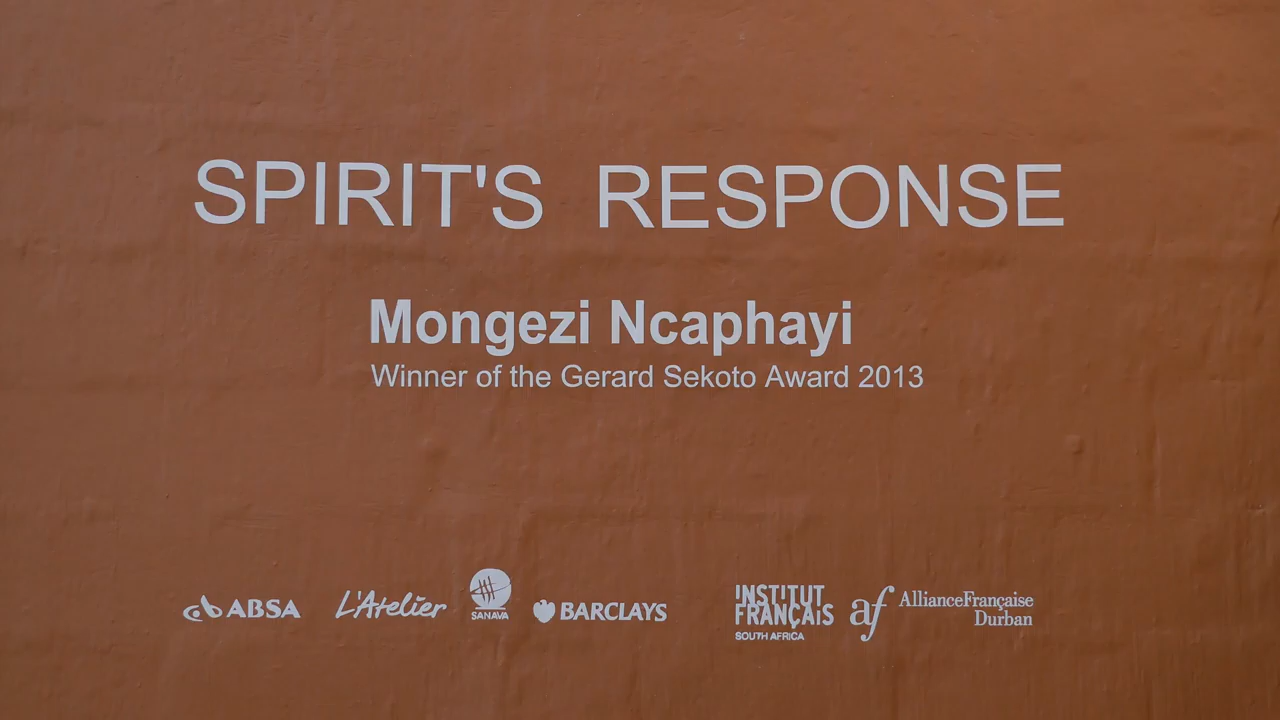 SPIRIT'S RESPONSE
Mongezi Ncaphayi
Winner of the Gerard Sekoto Award 2013
ABSA
L'Atelier
SANAVA
BARCLAYS
INSTITUT
FRANÇAIS
SOUTH AFRICA
af
AllianceFrançaise
Durban